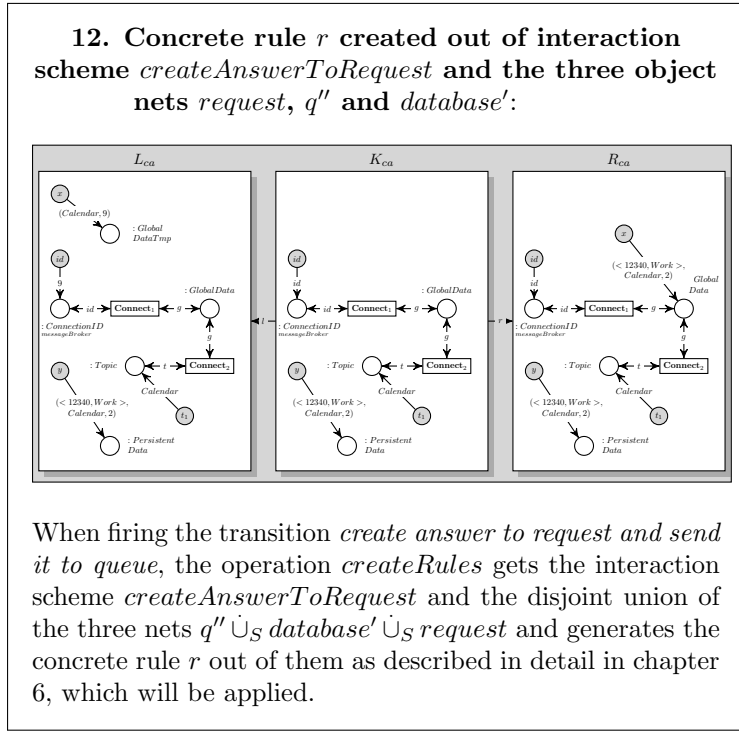 12. Concrete rule r created out of interaction
scheme createAnswerToRequest and the three object
nets request, q″ and database′:
L_ca
x
(Calendar, 9)
: Global
DataTmp
id
9
: GlobalData
id
Connect₁
g
: ConnectionID
messageBroker
g
: Topic
t
Connect₂
y
Calendar
(< 12340, Work >,
Calendar, 2)
t₁
: Persistent
Data
l
K_ca
id
id
: GlobalData
id
Connect₁
g
: ConnectionID
messageBroker
g
: Topic
t
Connect₂
y
Calendar
(< 12340, Work >,
Calendar, 2)
t₁
: Persistent
Data
r
R_ca
x
id
(< 12340, Work >,
Calendar, 2)
id
Global
Data
id
Connect₁
g
: ConnectionID
messageBroker
g
: Topic
t
Connect₂
y
Calendar
(< 12340, Work >,
Calendar, 2)
t₁
: Persistent
Data
When firing the transition create answer to request and send
it to queue, the operation createRules gets the interaction
scheme createAnswerToRequest and the disjoint union of
the three nets q″ ∪̇_S database′ ∪̇_S request and generates the
concrete rule r out of them as described in detail in chapter
6, which will be applied.